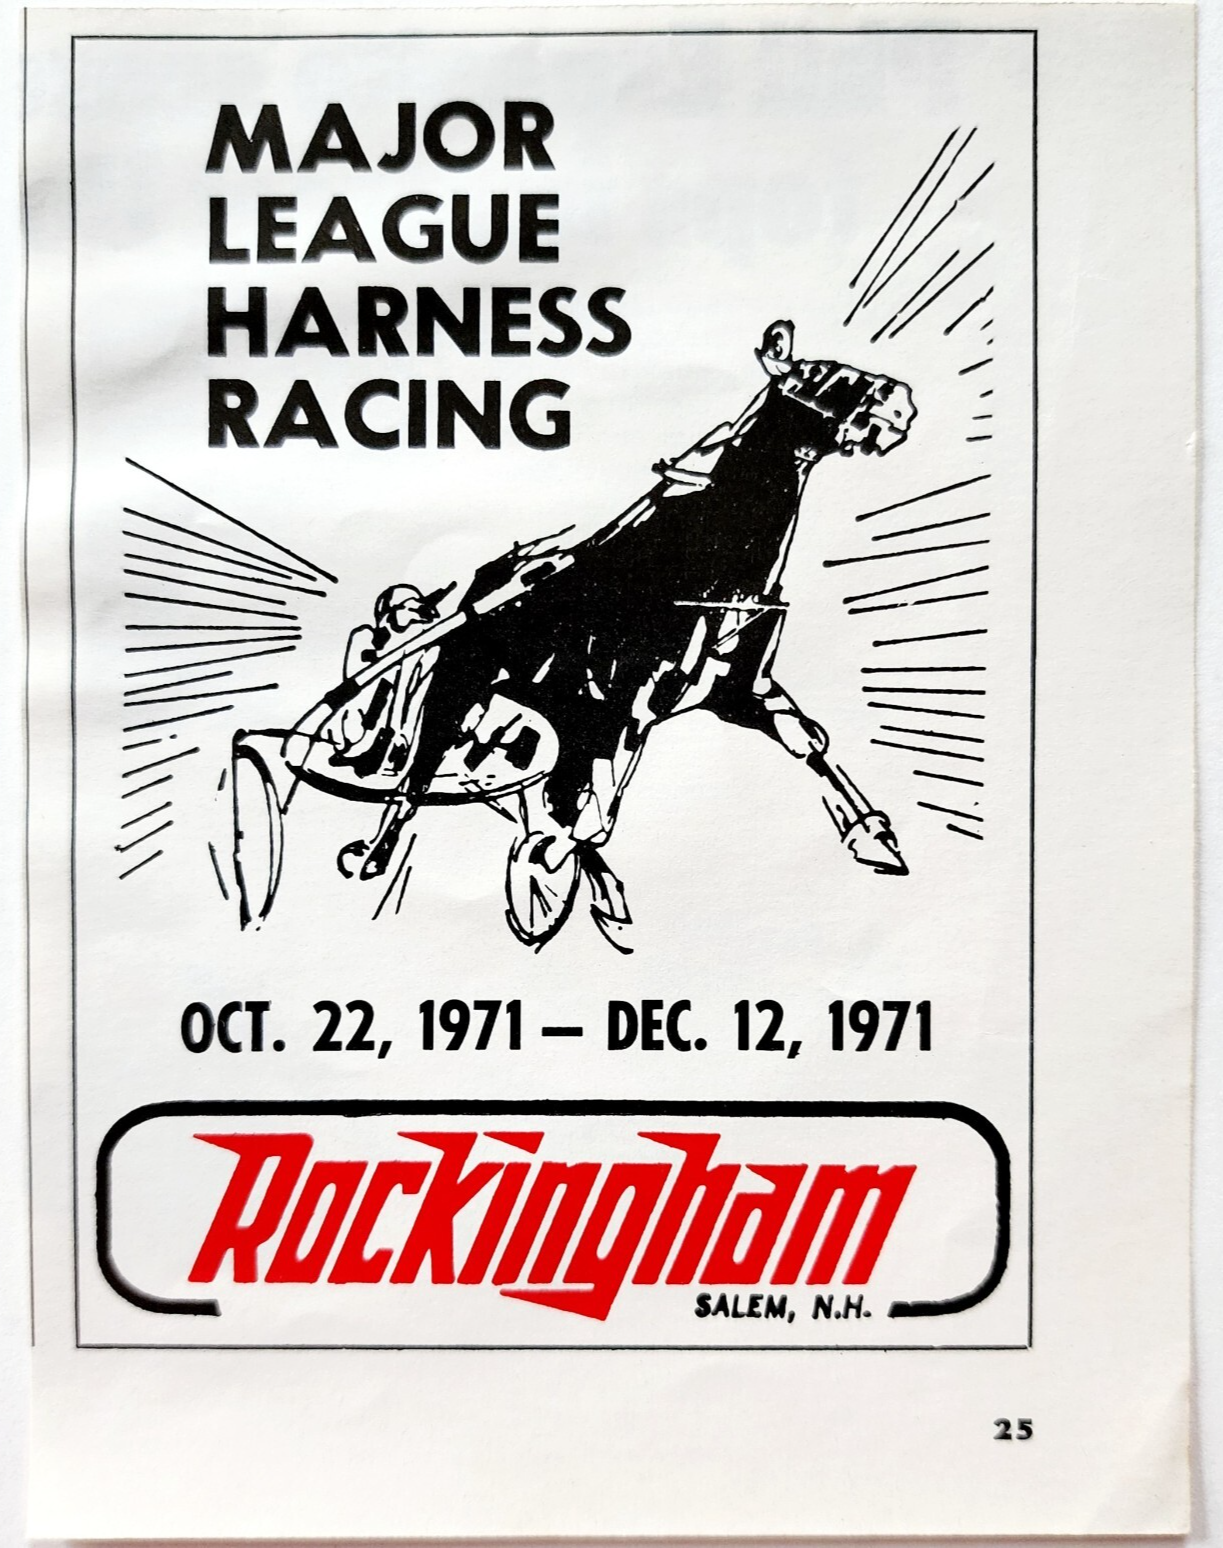 MAJOR
LEAGUE
HARNESS
RACING
OCT. 22, 1971 — DEC. 12, 1971
Rockingham
SALEM, N.H.
25